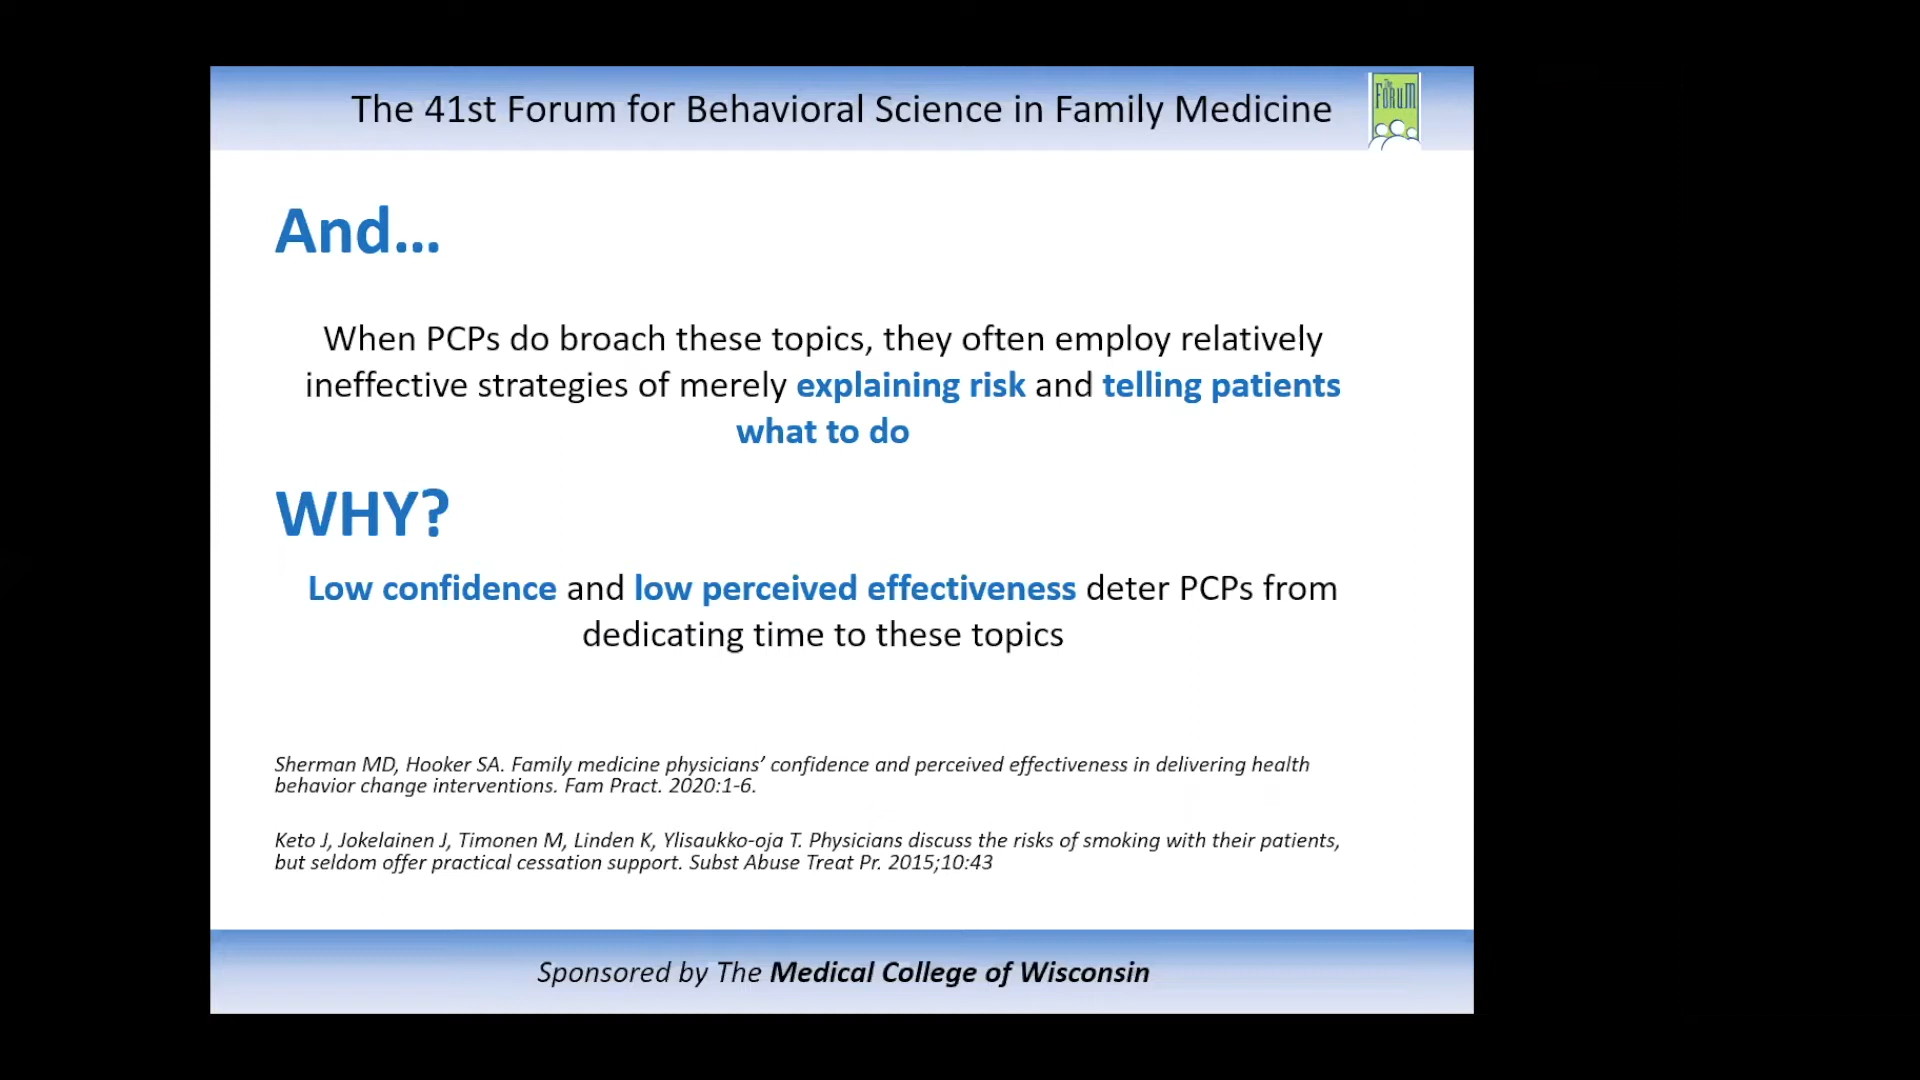 The 41st Forum for Behavioral Science in Family Medicine
The
FORUM
And...
When PCPs do broach these topics, they often employ relatively
ineffective strategies of merely explaining risk and telling patients
what to do
WHY?
Low confidence and low perceived effectiveness deter PCPs from
dedicating time to these topics
Sherman MD, Hooker SA. Family medicine physicians’ confidence and perceived effectiveness in delivering health
behavior change interventions. Fam Pract. 2020:1-6.
Keto J, Jokelainen J, Timonen M, Linden K, Ylisaukko-oja T. Physicians discuss the risks of smoking with their patients,
but seldom offer practical cessation support. Subst Abuse Treat Pr. 2015;10:43
Sponsored by The Medical College of Wisconsin